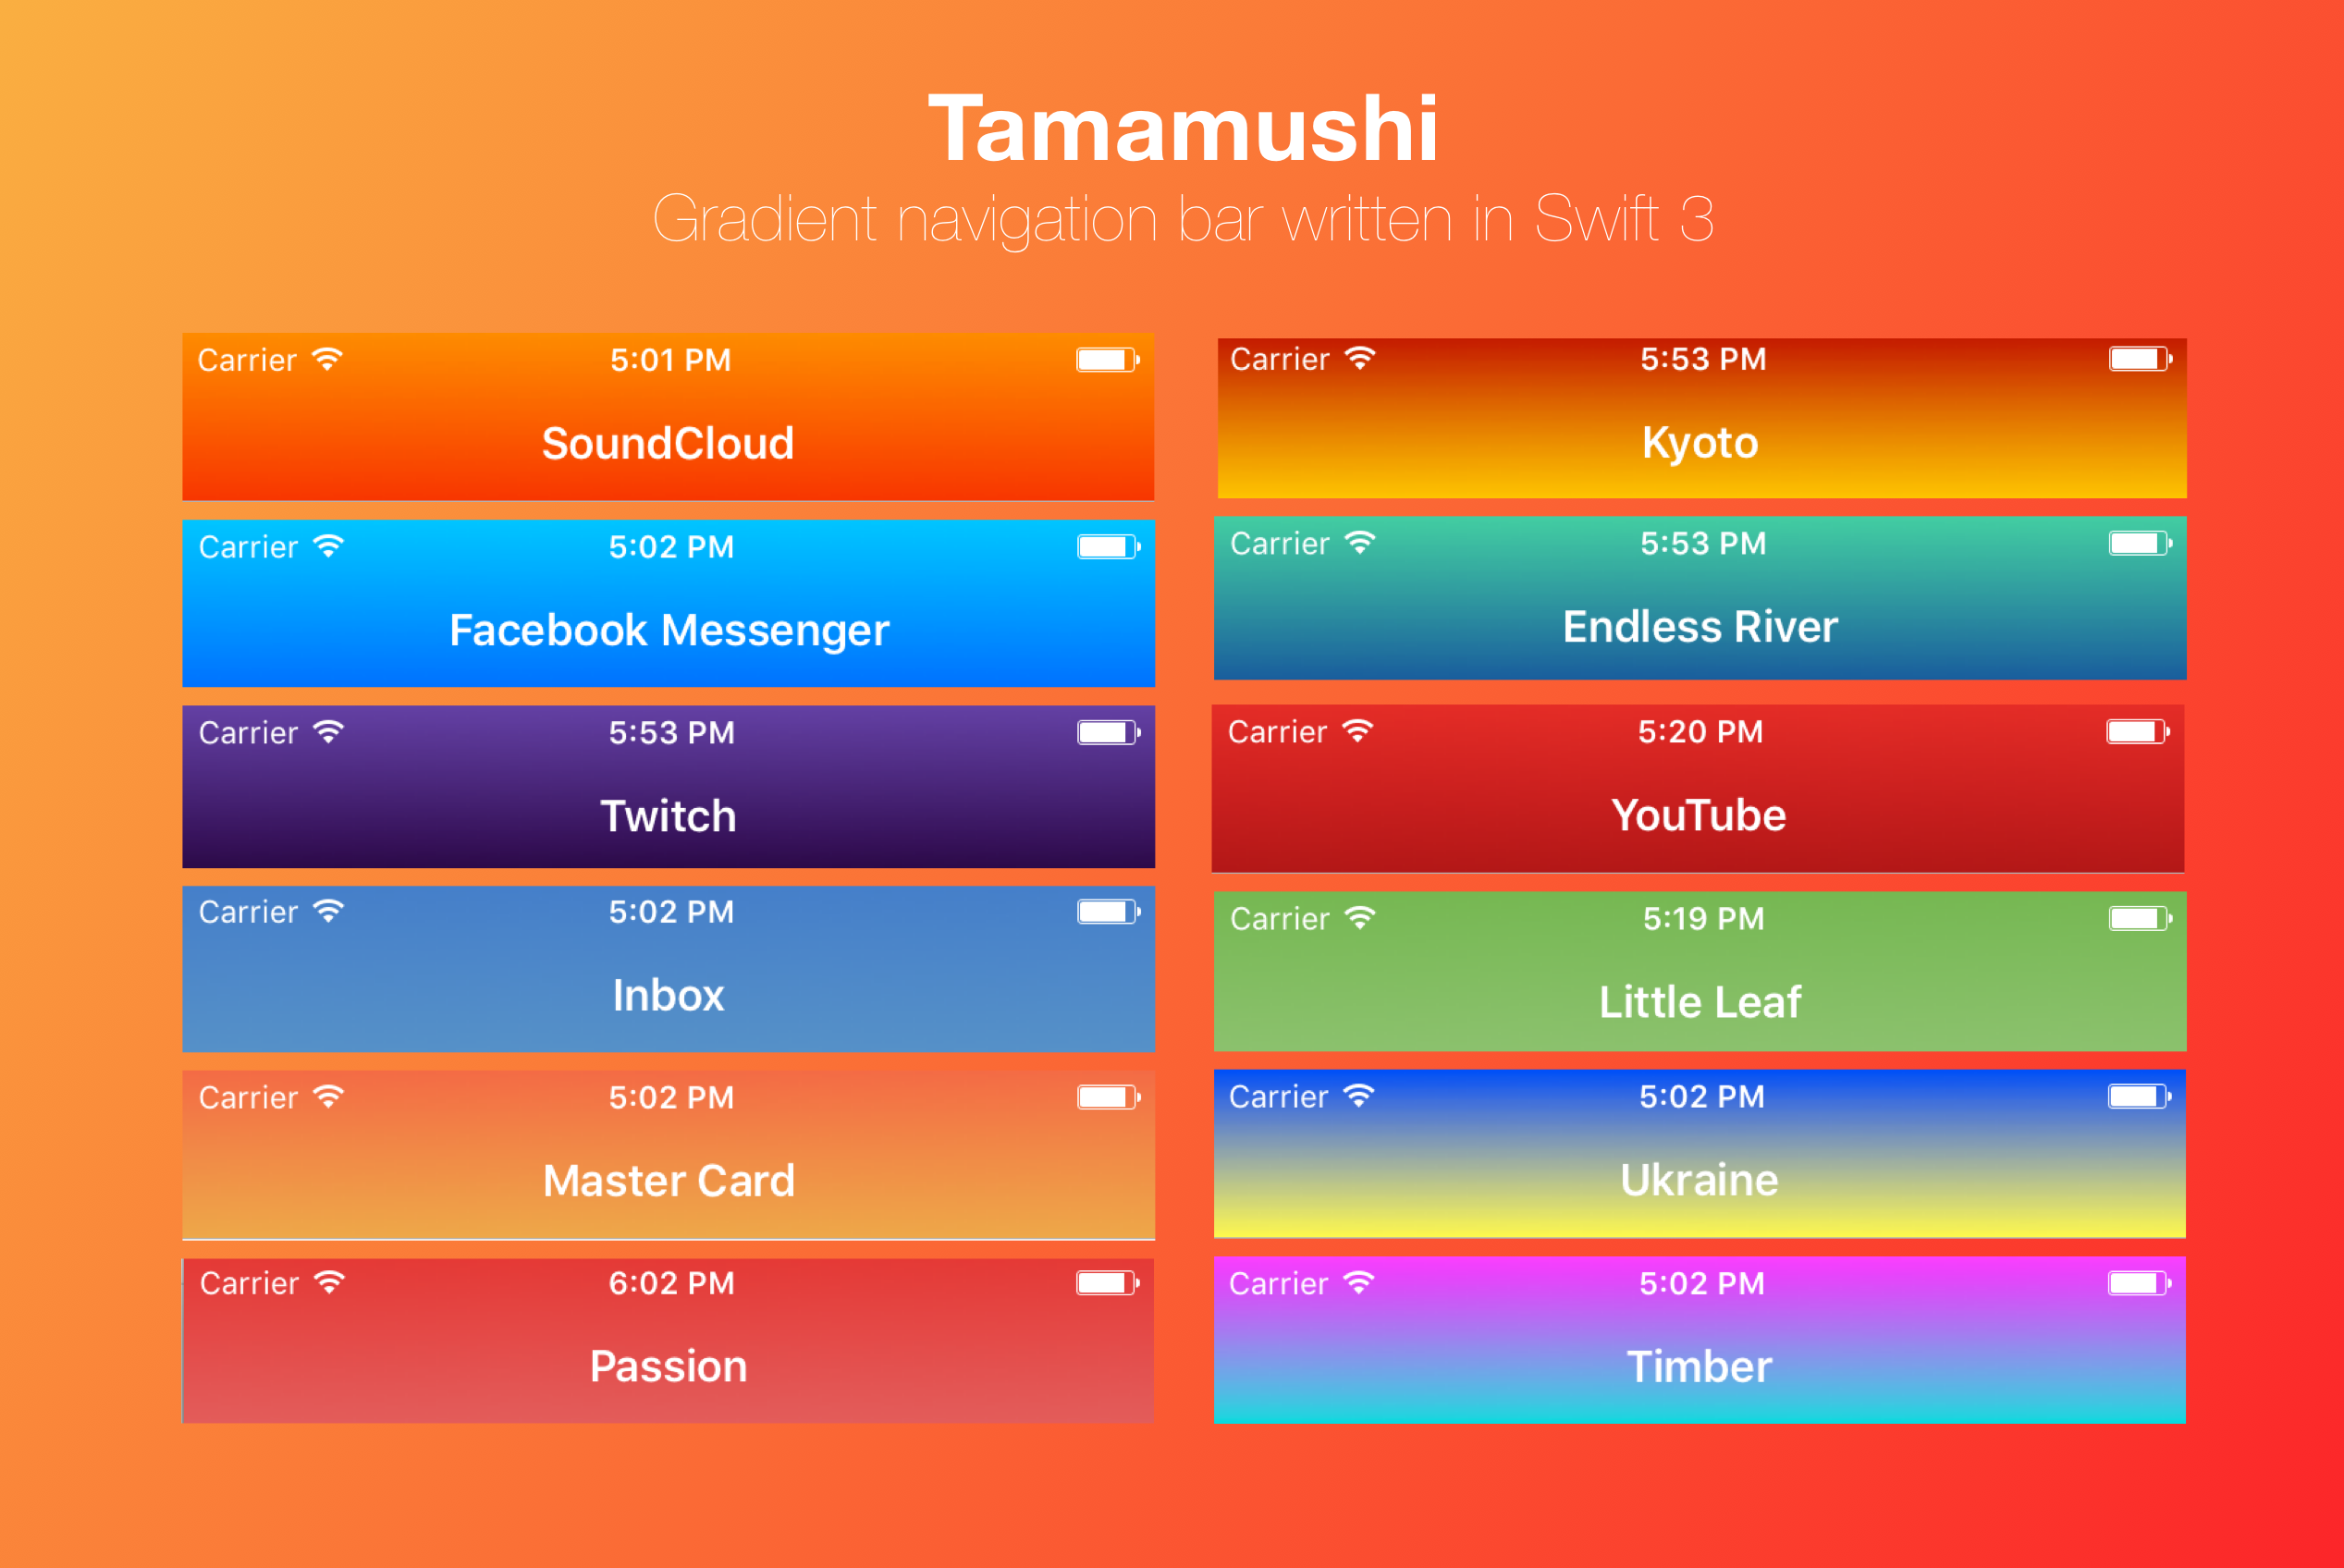 Tamamushi
Gradient navigation bar written in Swift 3
Carrier 5:01 PM
SoundCloud
Carrier 5:53 PM
Kyoto
Carrier 5:02 PM
Facebook Messenger
Carrier 5:53 PM
Endless River
Carrier 5:53 PM
Twitch
Carrier 5:20 PM
YouTube
Carrier 5:02 PM
Inbox
Carrier 5:19 PM
Little Leaf
Carrier 5:02 PM
Master Card
Carrier 5:02 PM
Ukraine
Carrier 6:02 PM
Passion
Carrier 5:02 PM
Timber